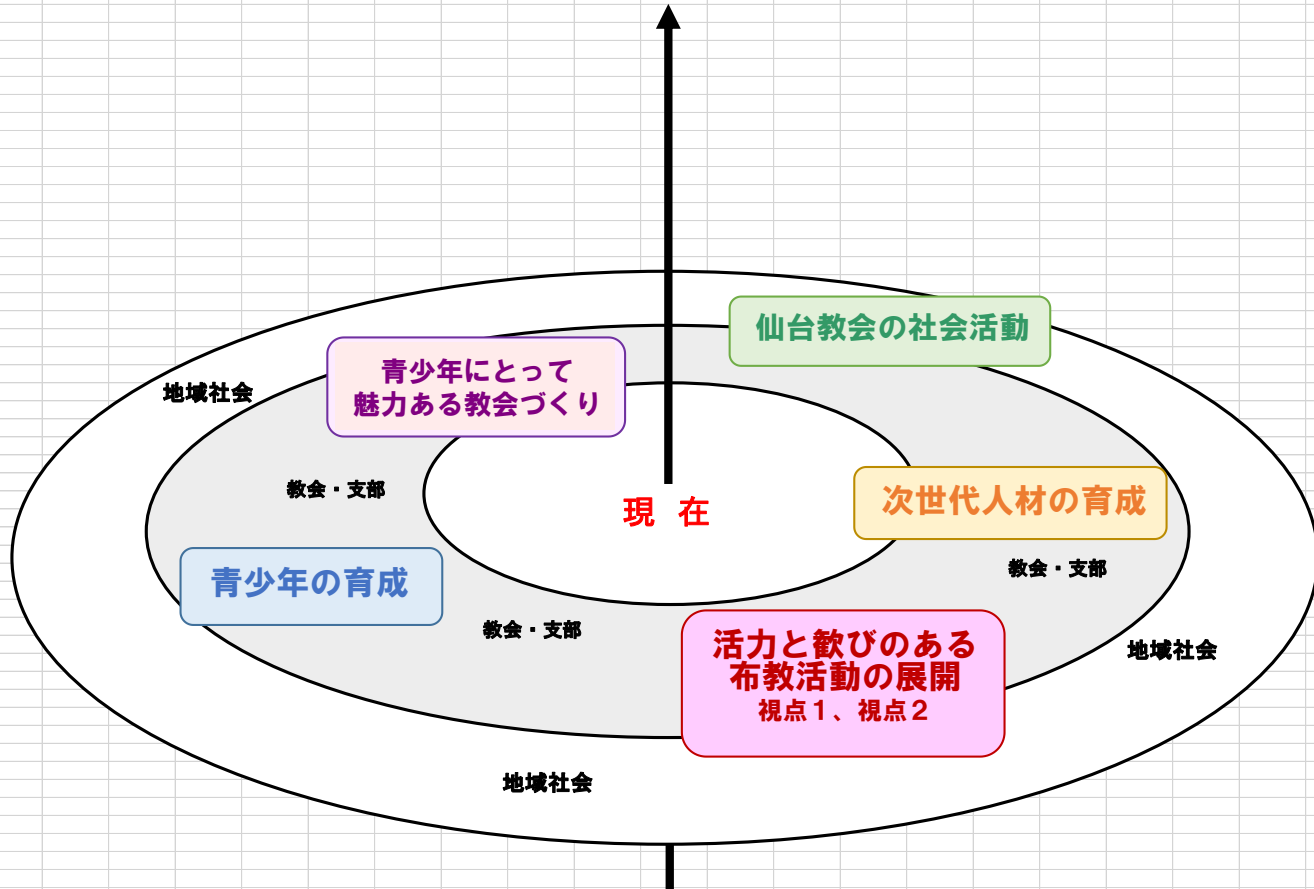 仙台教会の社会活動
青少年にとって
魅力ある教会づくり
地域社会
教会・支部
現 在
次世代人材の育成
教会・支部
青少年の育成
教会・支部
活力と歓びのある
布教活動の展開
視点１、視点２
地域社会
地域社会